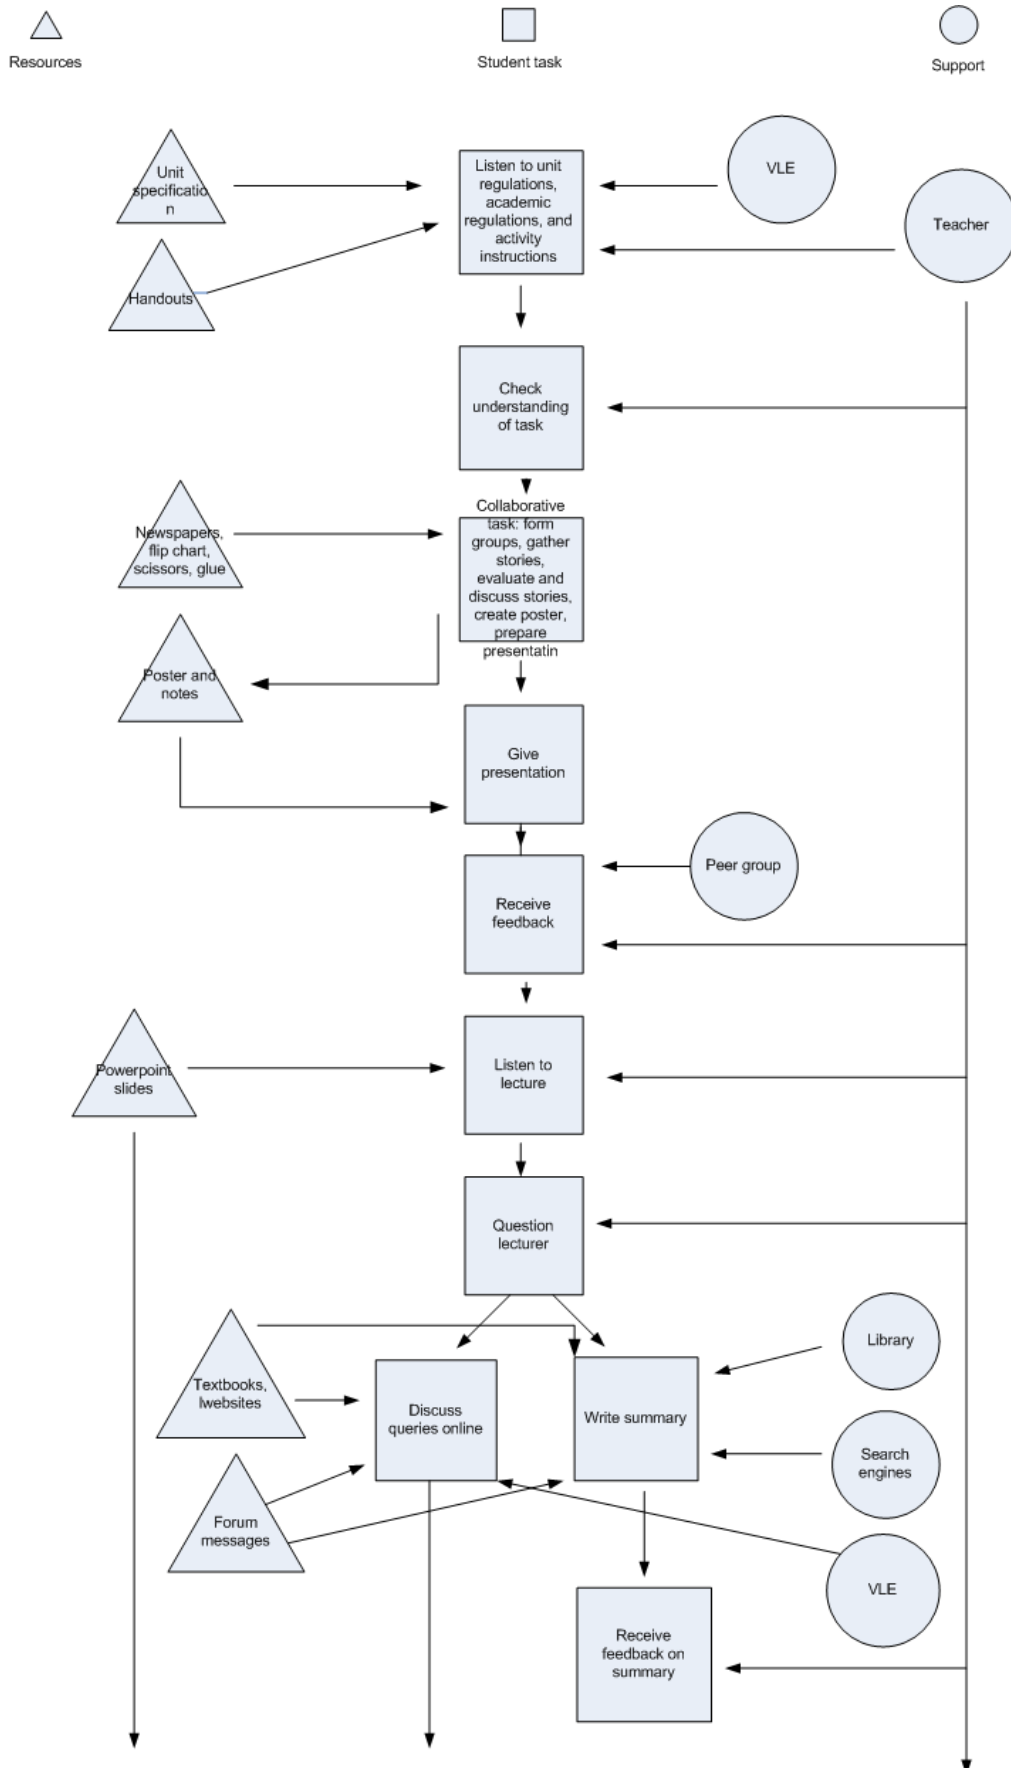 Resources
Student task
Support
Unit
specificatio
n
Listen to unit
regulations,
academic
regulations, and
activity
instructions
VLE
Teacher
Handouts
Check
understanding
of task
Newspapers,
flip chart,
scissors, glue
Collaborative
task: form
groups, gather
stories,
evaluate and
discuss stories,
create poster,
prepare
presentatin
Poster and
notes
Give
presentation
Peer group
Receive
feedback
Powerpoint
slides
Listen to
lecture
Question
lecturer
Library
Textbooks,
lwebsites
Discuss
queries online
Write summary
Search
engines
Forum
messages
VLE
Receive
feedback on
summary